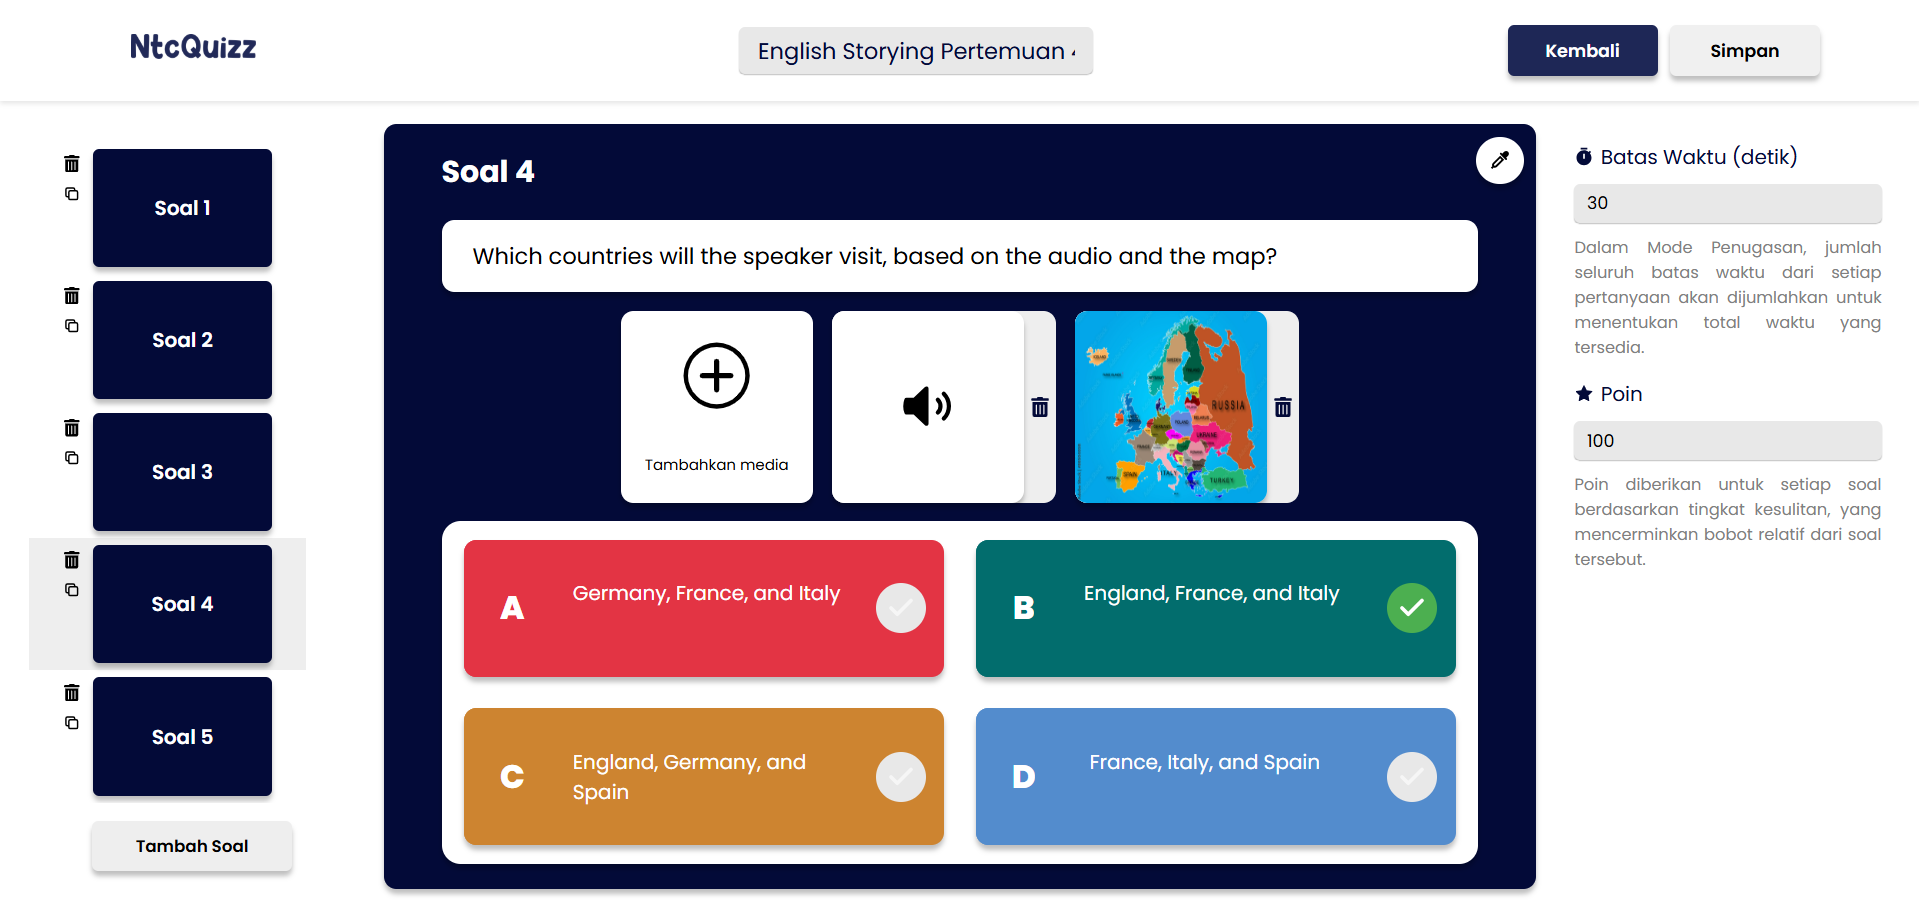 NtcQuizz
English Storying Pertemuan
Kembali
Simpan
Soal 1
Soal 2
Soal 3
Soal 4
Soal 5
Tambah Soal
Soal 4
Which countries will the speaker visit, based on the audio and the map?
Tambahkan media
RUSSIA
SPAIN
ITALY
TURKEY
A
Germany, France, and Italy
B
England, France, and Italy
C
England, Germany, and
Spain
D
France, Italy, and Spain
Batas Waktu (detik)
30
Dalam Mode Penugasan, jumlah
seluruh batas waktu dari setiap
pertanyaan akan dijumlahkan untuk
menentukan total waktu yang
tersedia.
Poin
100
Poin diberikan untuk setiap soal
berdasarkan tingkat kesulitan, yang
mencerminkan bobot relatif dari soal
tersebut.